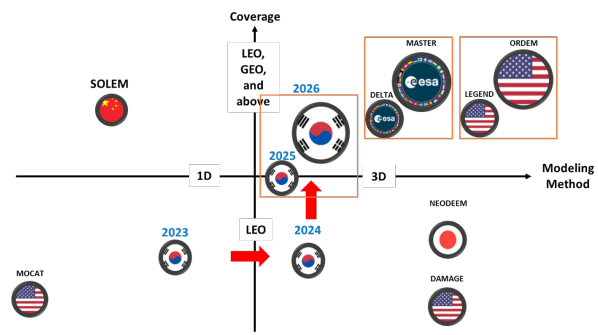 Coverage
MASTER
ORDEM
LEO,
GEO,
and
above
SOLEM
2026
esa
DELTA
esa
LEGEND
2025
1D
3D
Modeling
Method
NEODEEM
LEO
2023
2024
MOCAT
DAMAGE